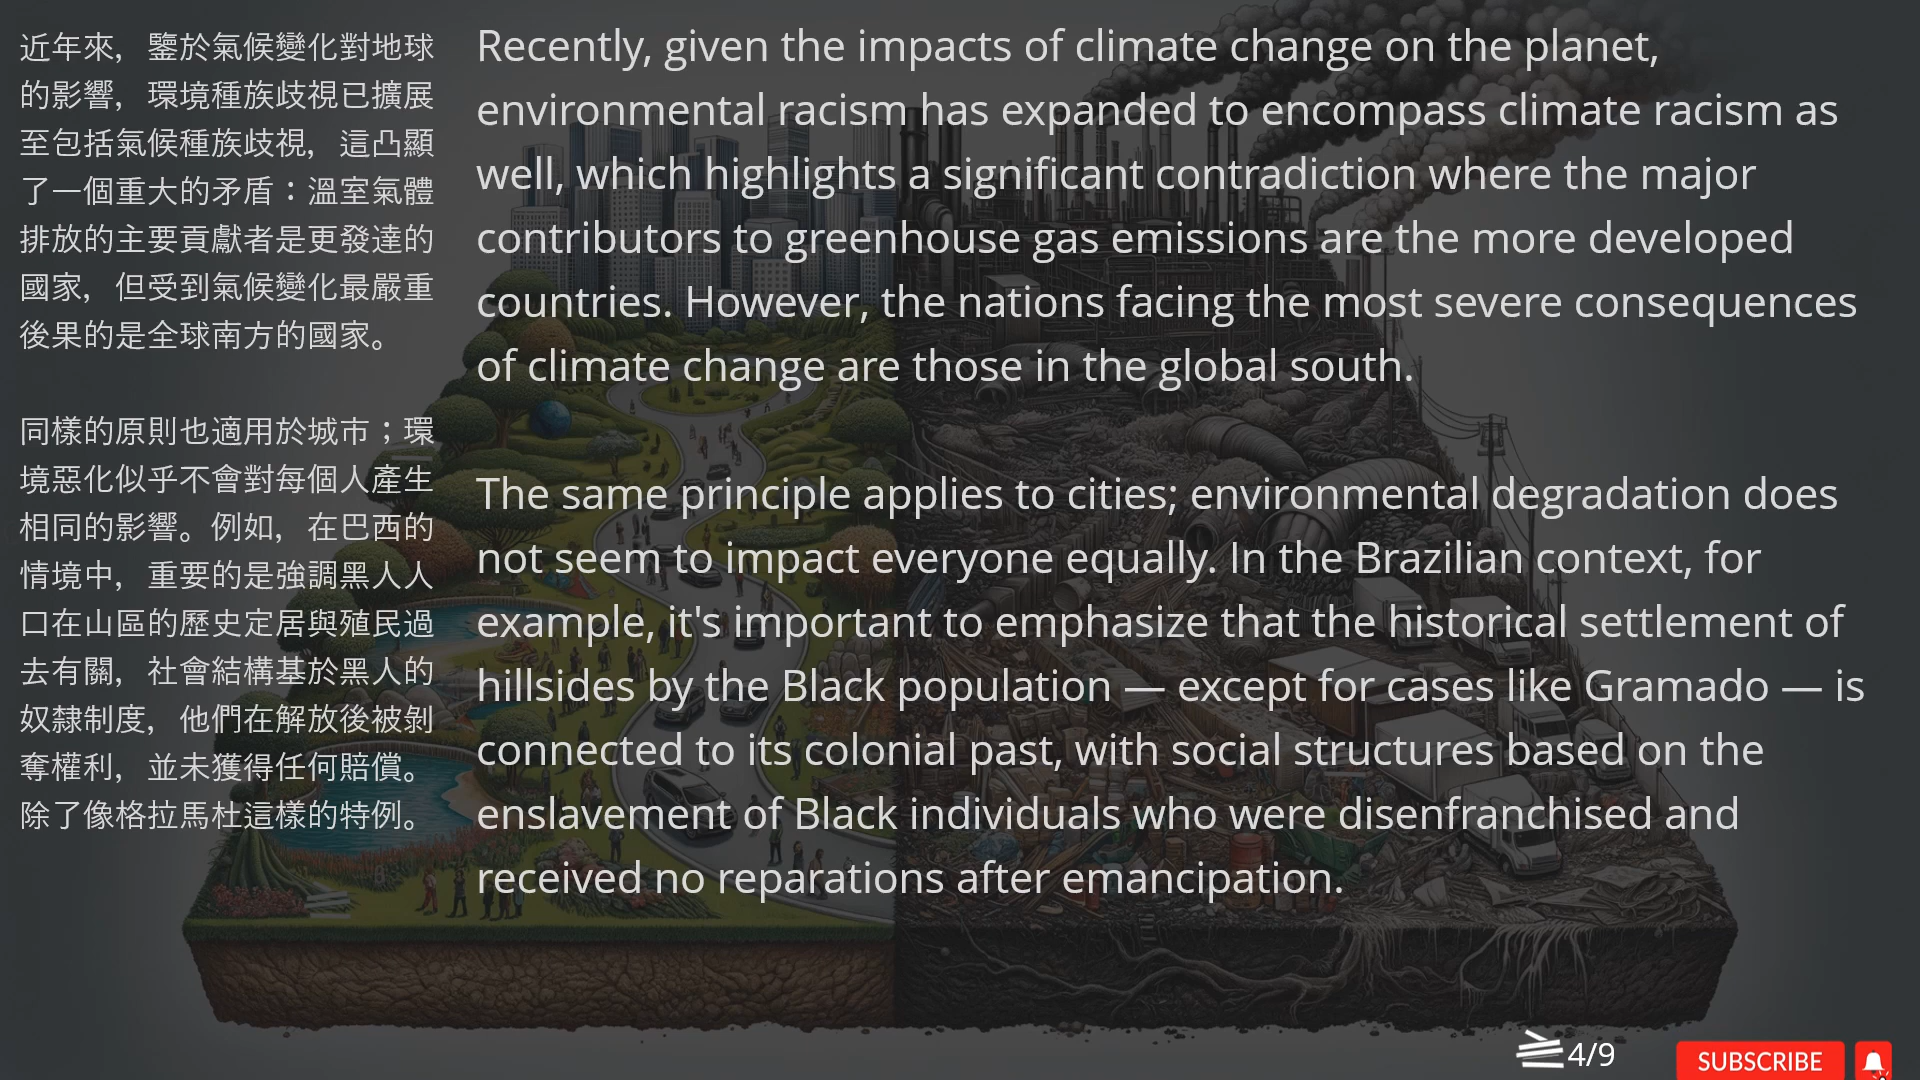 近年來，鑒於氣候變化對地球
的影響，環境種族歧視已擴展
至包括氣候種族歧視，這凸顯
了一個重大的矛盾：溫室氣體
排放的主要貢獻者是更發達的
國家，但受到氣候變化最嚴重
後果的是全球南方的國家。
同樣的原則也適用於城市；環
境惡化似乎不會對每個人產生
相同的影響。例如，在巴西的
情境中，重要的是強調黑人人
口在山區的歷史定居與殖民過
去有關，社會結構基於黑人的
奴隸制度，他們在解放後被剝
奪權利，並未獲得任何賠償。
除了像格拉馬杜這樣的特例。
Recently, given the impacts of climate change on the planet,
environmental racism has expanded to encompass climate racism as
well, which highlights a significant contradiction where the major
contributors to greenhouse gas emissions are the more developed
countries. However, the nations facing the most severe consequences
of climate change are those in the global south.
The same principle applies to cities; environmental degradation does
not seem to impact everyone equally. In the Brazilian context, for
example, it's important to emphasize that the historical settlement of
hillsides by the Black population — except for cases like Gramado — is
connected to its colonial past, with social structures based on the
enslavement of Black individuals who were disenfranchised and
received no reparations after emancipation.
4/9
SUBSCRIBE